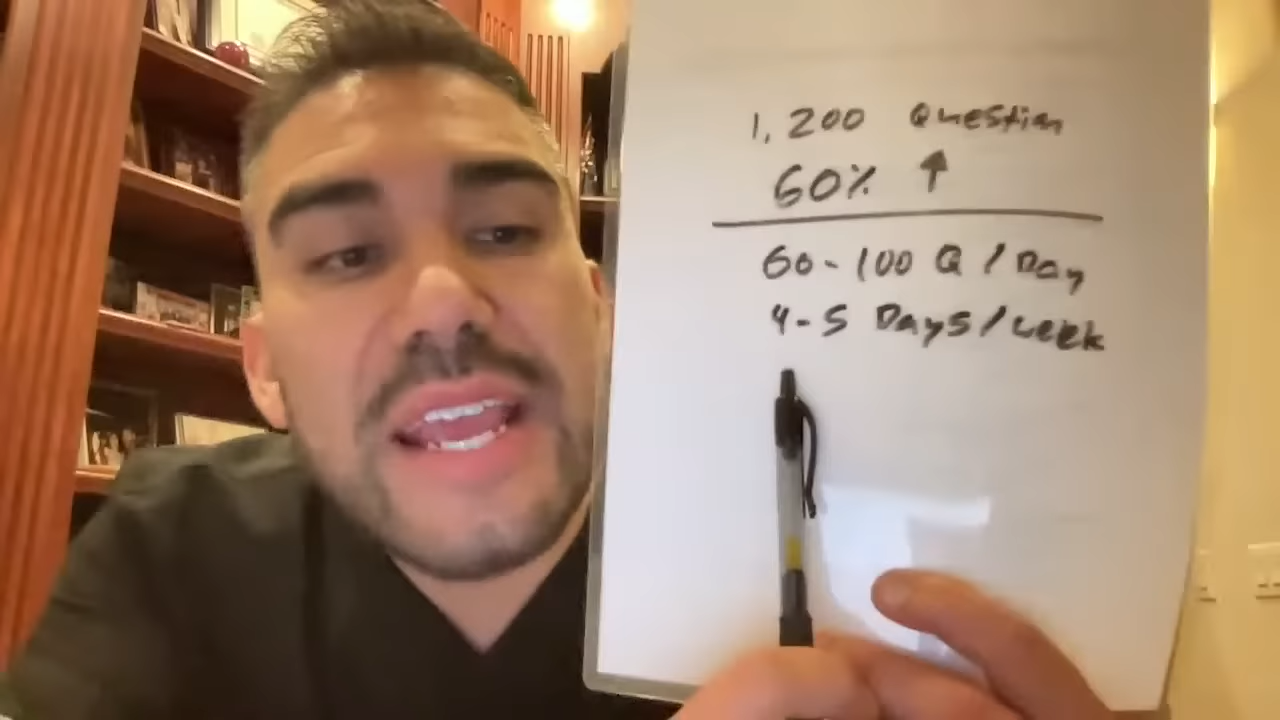 1,200 Question
60% ↑
60-100 Q / Day
4-5 Days/week